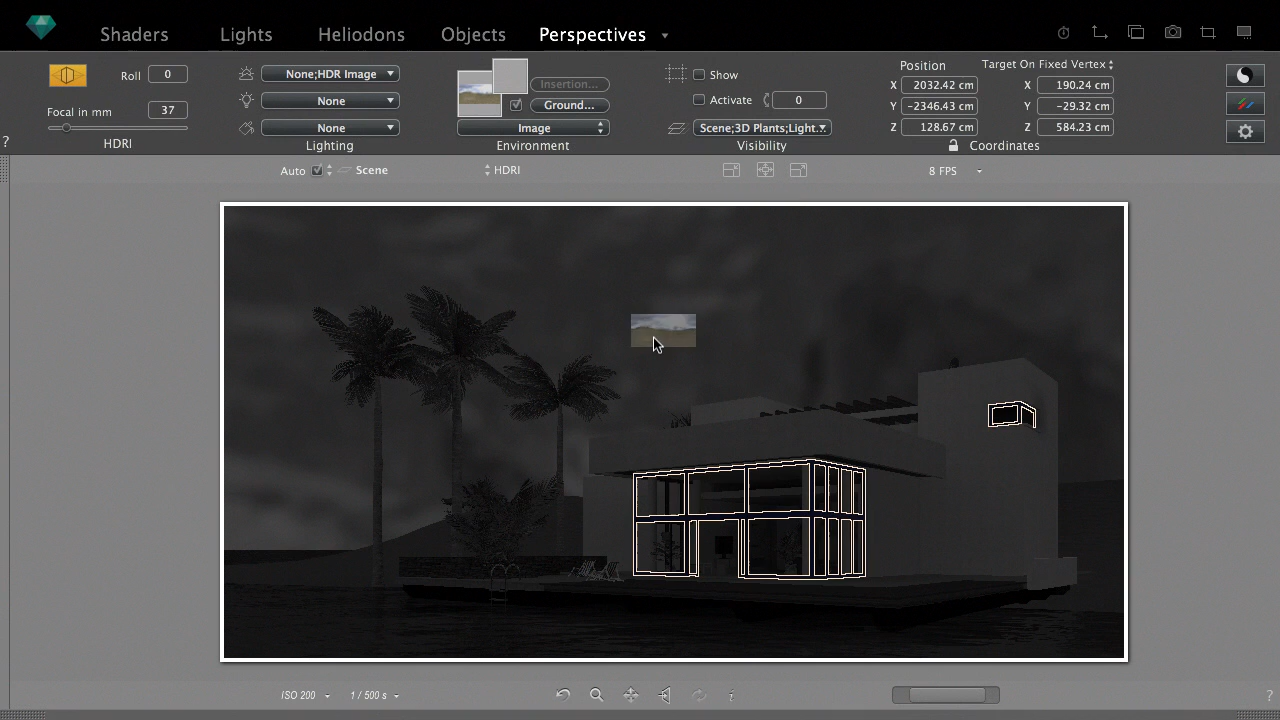 Shaders Lights Heliodons Objects Perspectives
Roll 0
Focal in mm 37
HDRI
None;HDR Image
None
None
Lighting
Insertion...
Ground...
Image
Environment
Show
Activate 0
Scene;3D Plants;Light.
Visibility
Position Target On Fixed Vertex
X 2032.42 cm X 190.24 cm
Y -2346.43 cm Y -29.32 cm
Z 128.67 cm Z 584.23 cm
Coordinates
?
Auto Scene HDRI 8 FPS
ISO 200 1 / 500 s i ?